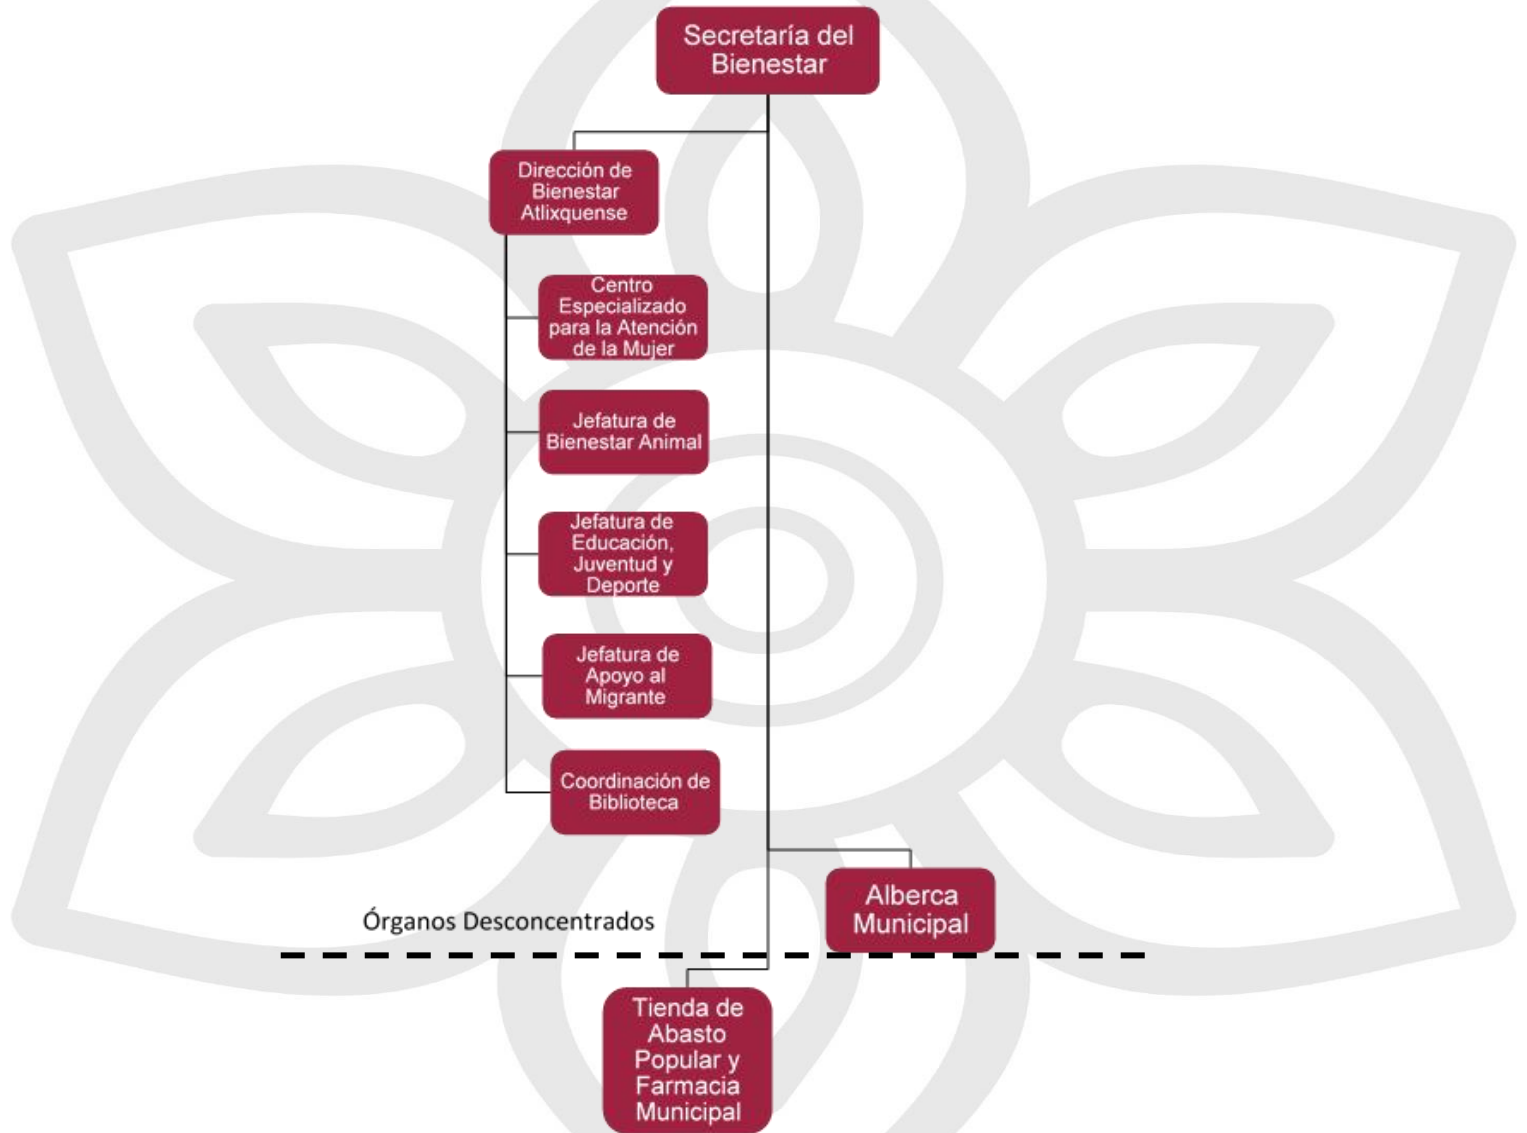 Secretaría del
Bienestar
Dirección de
Bienestar
Atlixquense
Centro
Especializado
para la Atención
de la Mujer
Jefatura de
Bienestar Animal
Jefatura de
Educación,
Juventud y
Deporte
Jefatura de
Apoyo al
Migrante
Coordinación de
Biblioteca
Alberca
Municipal
Órganos Desconcentrados
Tienda de
Abasto
Popular y
Farmacia
Municipal